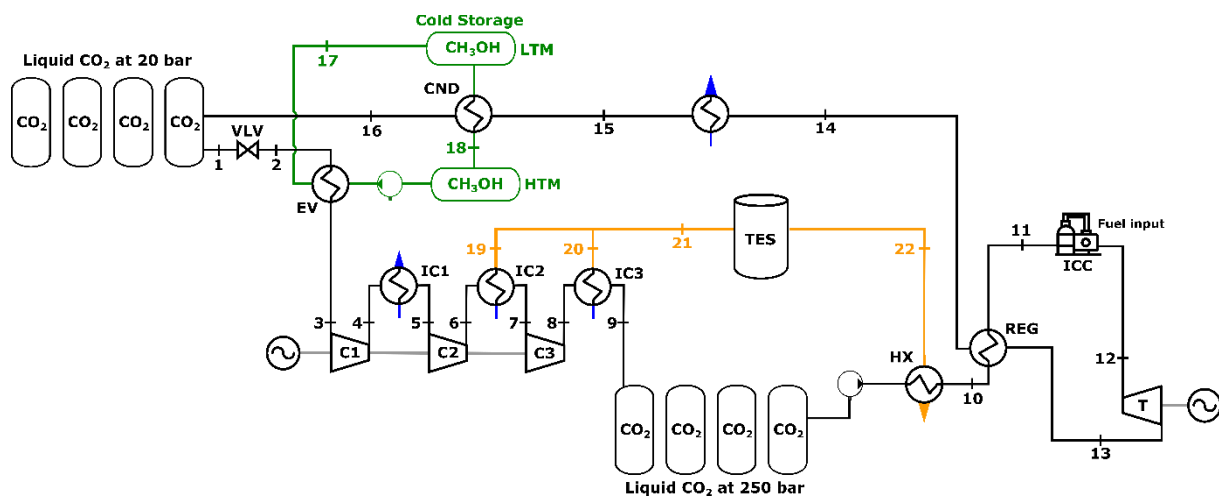 Cold Storage
CH₃OH
LTM
17
Liquid CO₂ at 20 bar
CO₂
CO₂
CO₂
CO₂
CND
16
15
14
VLV
1
2
18
EV
CH₃OH
HTM
19
20
21
TES
22
11
Fuel input
ICC
IC1
IC2
IC3
3
4
5
6
7
8
9
C1
C2
C3
HX
REG
10
12
T
13
CO₂
CO₂
CO₂
CO₂
Liquid CO₂ at 250 bar